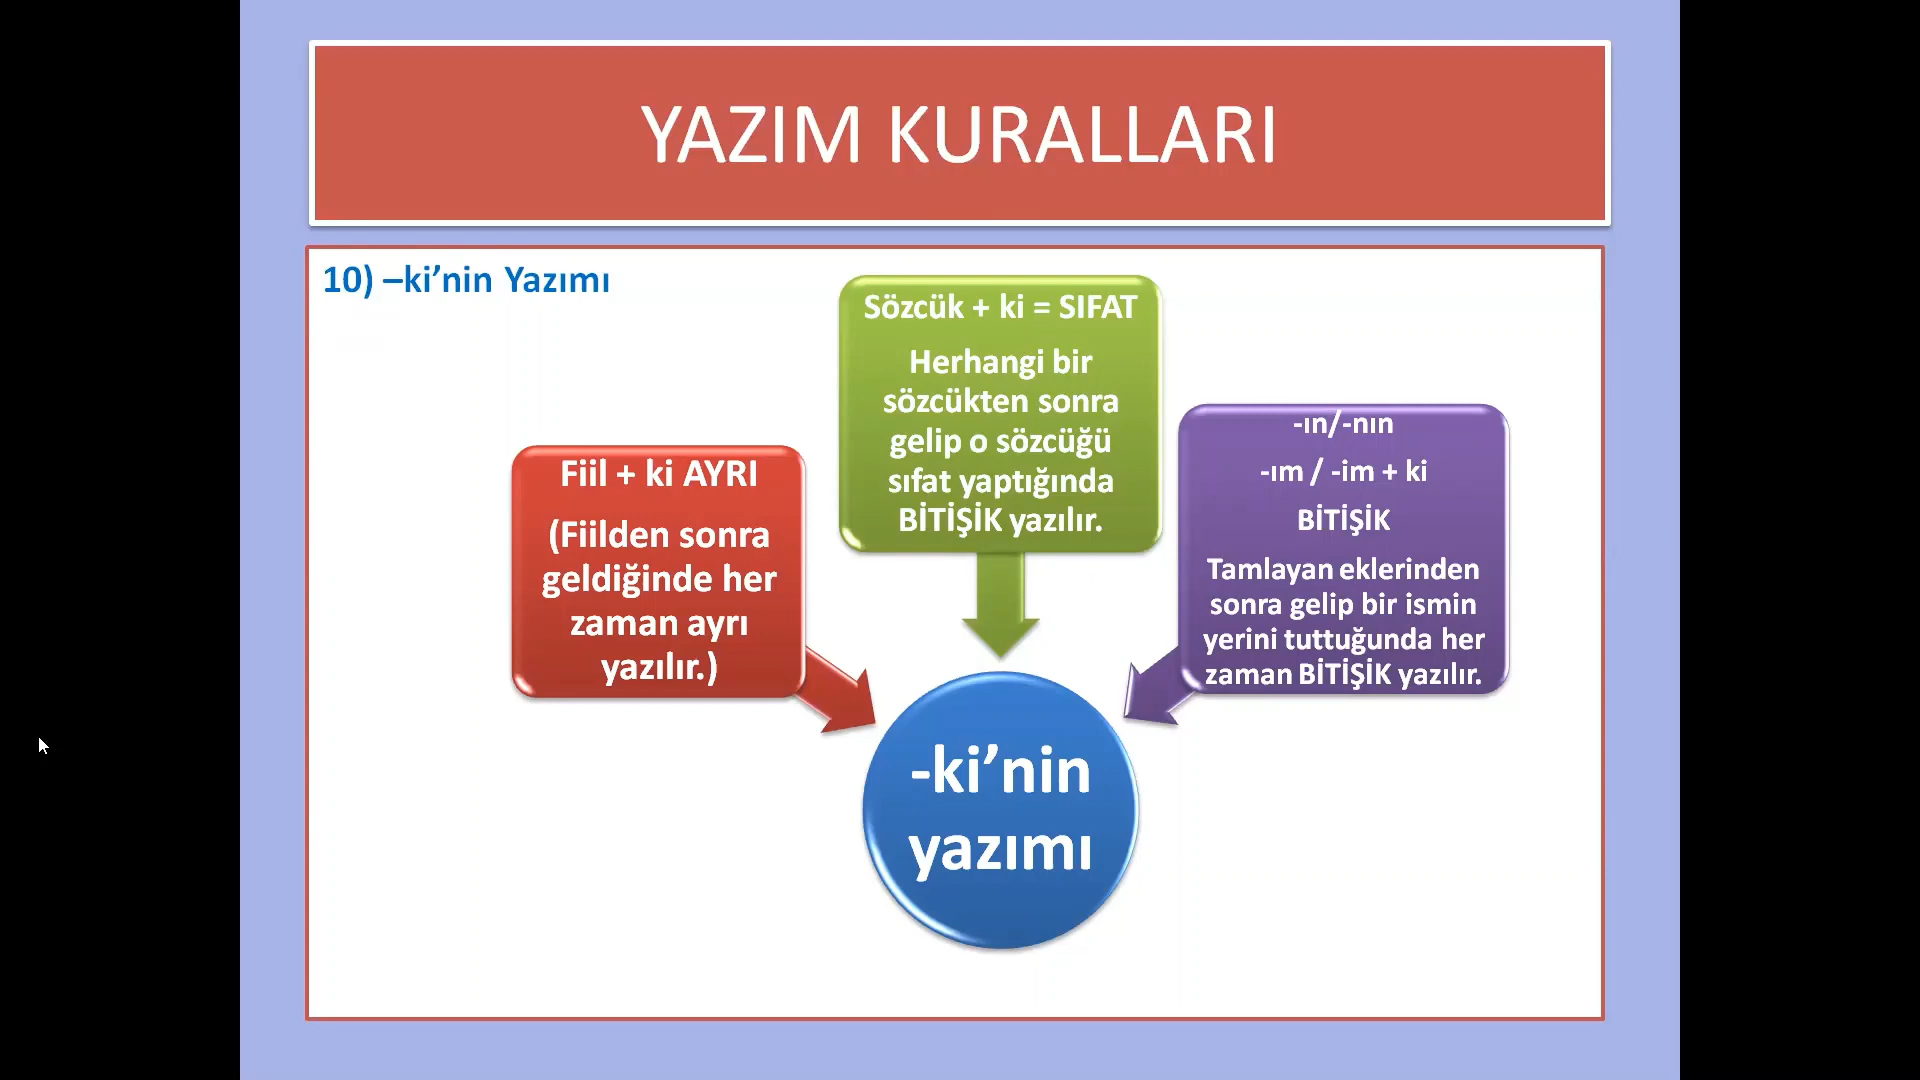 YAZIM KURALLARI
10) –ki’nin Yazımı
Fiil + ki AYRI
(Fiilden sonra
geldiğinde her
zaman ayrı
yazılır.)
Sözcük + ki = SIFAT
Herhangi bir
sözcükten sonra
gelip o sözcüğü
sıfat yaptığında
BİTİŞİK yazılır.
-ın/-nın
-ım / -im + ki
BİTİŞİK
Tamlayan eklerinden
sonra gelip bir ismin
yerini tuttuğunda her
zaman BİTİŞİK yazılır.
-ki’nin
yazımı